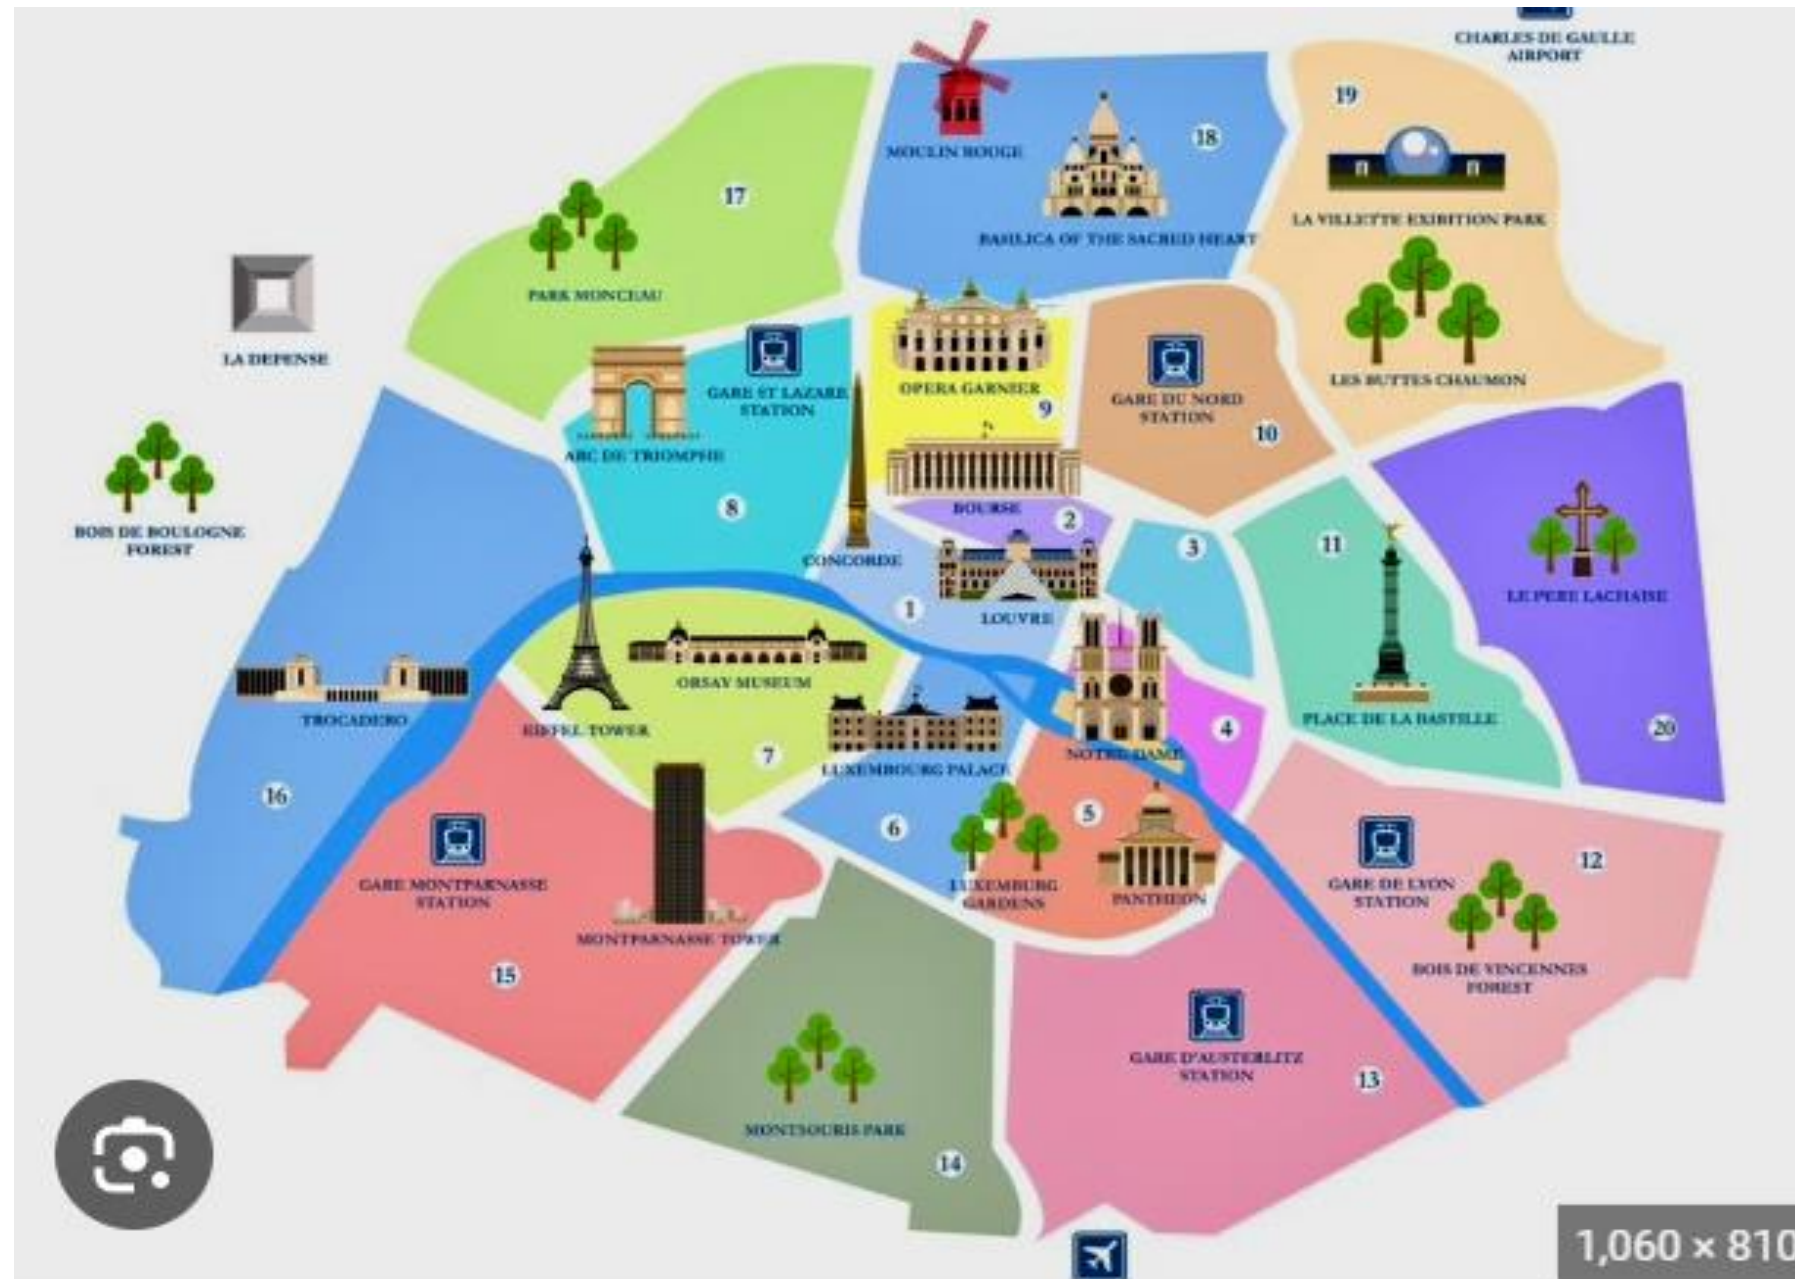 CHARLES DE GAULLE
AIRPORT
19
MOULIN ROUGE
18
17
LA VILLETTE EXIBITION PARK
BASILICA OF THE SACRED HEART
PARK MONCEAU
LA DEFENSE
GARE ST LAZARE
STATION
OPERA GARNIER
9
GARE DU NORD
STATION
10
LES BUTTES CHAUMON
ARC DE TRIOMPHE
8
BOURSE
2
BOIS DE BOULOGNE
FOREST
CONCORDE
3
11
LE PERE LACHAISE
1
LOUVRE
ORSAY MUSEUM
TROCADERO
EIFFEL TOWER
PLACE DE LA BASTILLE
20
4
7
NOTRE DAME
LUXEMBOURG PALACE
16
6
5
12
GARE MONTPARNASSE
STATION
LUXEMBURG
GARDENS
PANTHEON
GARE DE LYON
STATION
MONTPARNASSE TOWER
15
BOIS DE VINCENNES
FOREST
GARE D'AUSTERLITZ
STATION
13
MONTSOURIS PARK
14
1,060 × 810